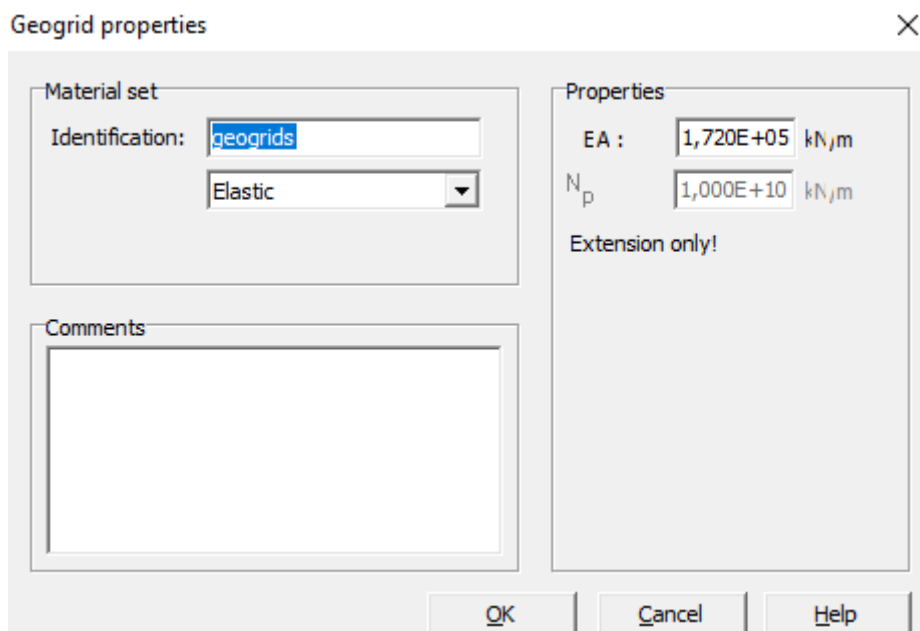 Geogrid properties
Material set
Identification: geogrids
Elastic
Comments
Properties
EA : 1,720E+05 kN/m
Np 1,000E+10 kN/m
Extension only!
OK Cancel Help